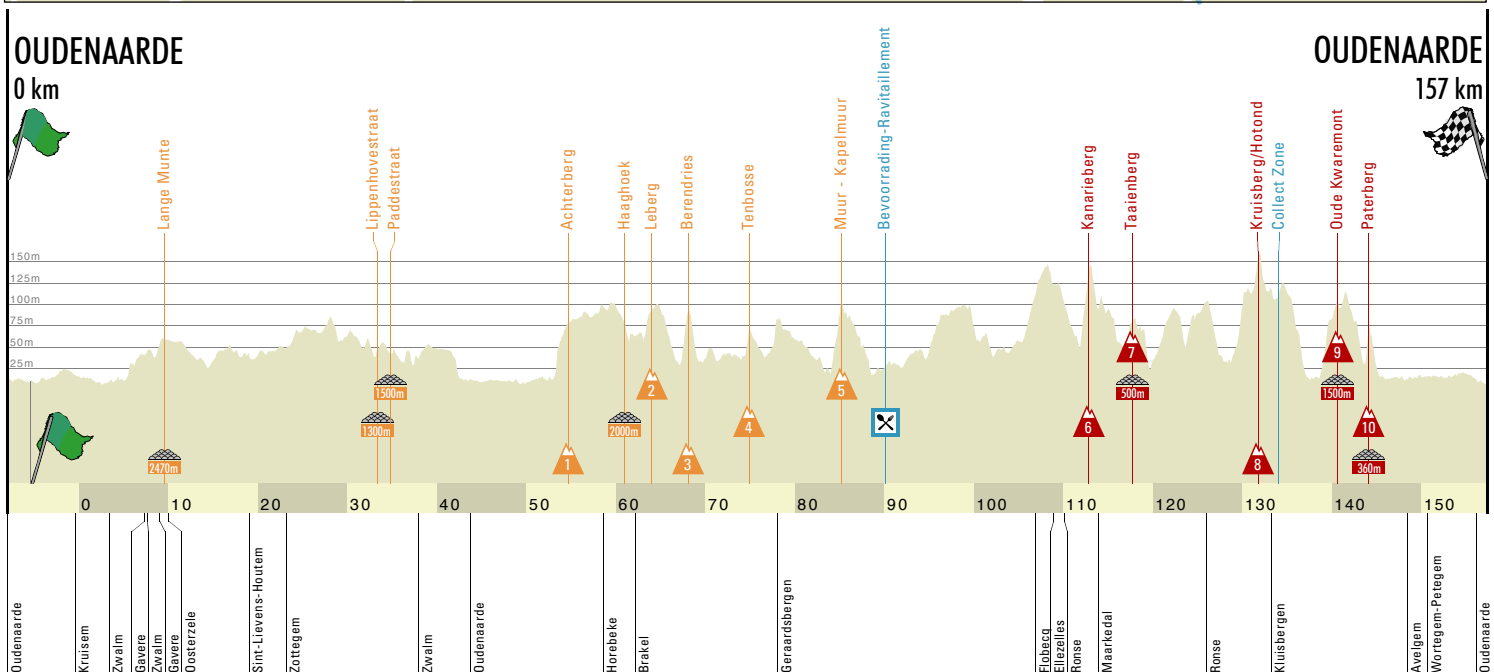 OUDENAARDE
0 km
OUDENAARDE
157 km
Lange Munte
Lippenhovestraat
Paddestraat
Achterberg
Haaghoek
Leberg
Berendries
Tenbosse
Muur - Kapelmuur
Bevoorrading-Ravitaillement
Kanarieberg
Taaienberg
Kruisberg/Hotond
Collect Zone
Oude Kwaremont
Paterberg
150m
125m
100m
75m
50m
25m
2470m
1300m
1500m
1
2000m
2
3
4
5
6
7
500m
8
9
1500m
10
360m
0 10 20 30 40 50 60 70 80 90 100 110 120 130 140 150
Oudenaarde
Kruisem
Zwalm
Gavere
Zwalm
Gavere
Oosterzele
Sint-Lievens-Houtem
Zottegem
Zwalm
Oudenaarde
Horebeke
Brakel
Geraardsbergen
Flobecq
Ellezelles
Ronse
Maarkedal
Ronse
Kluisbergen
Avelgem
Wortegem-Petegem
Oudenaarde